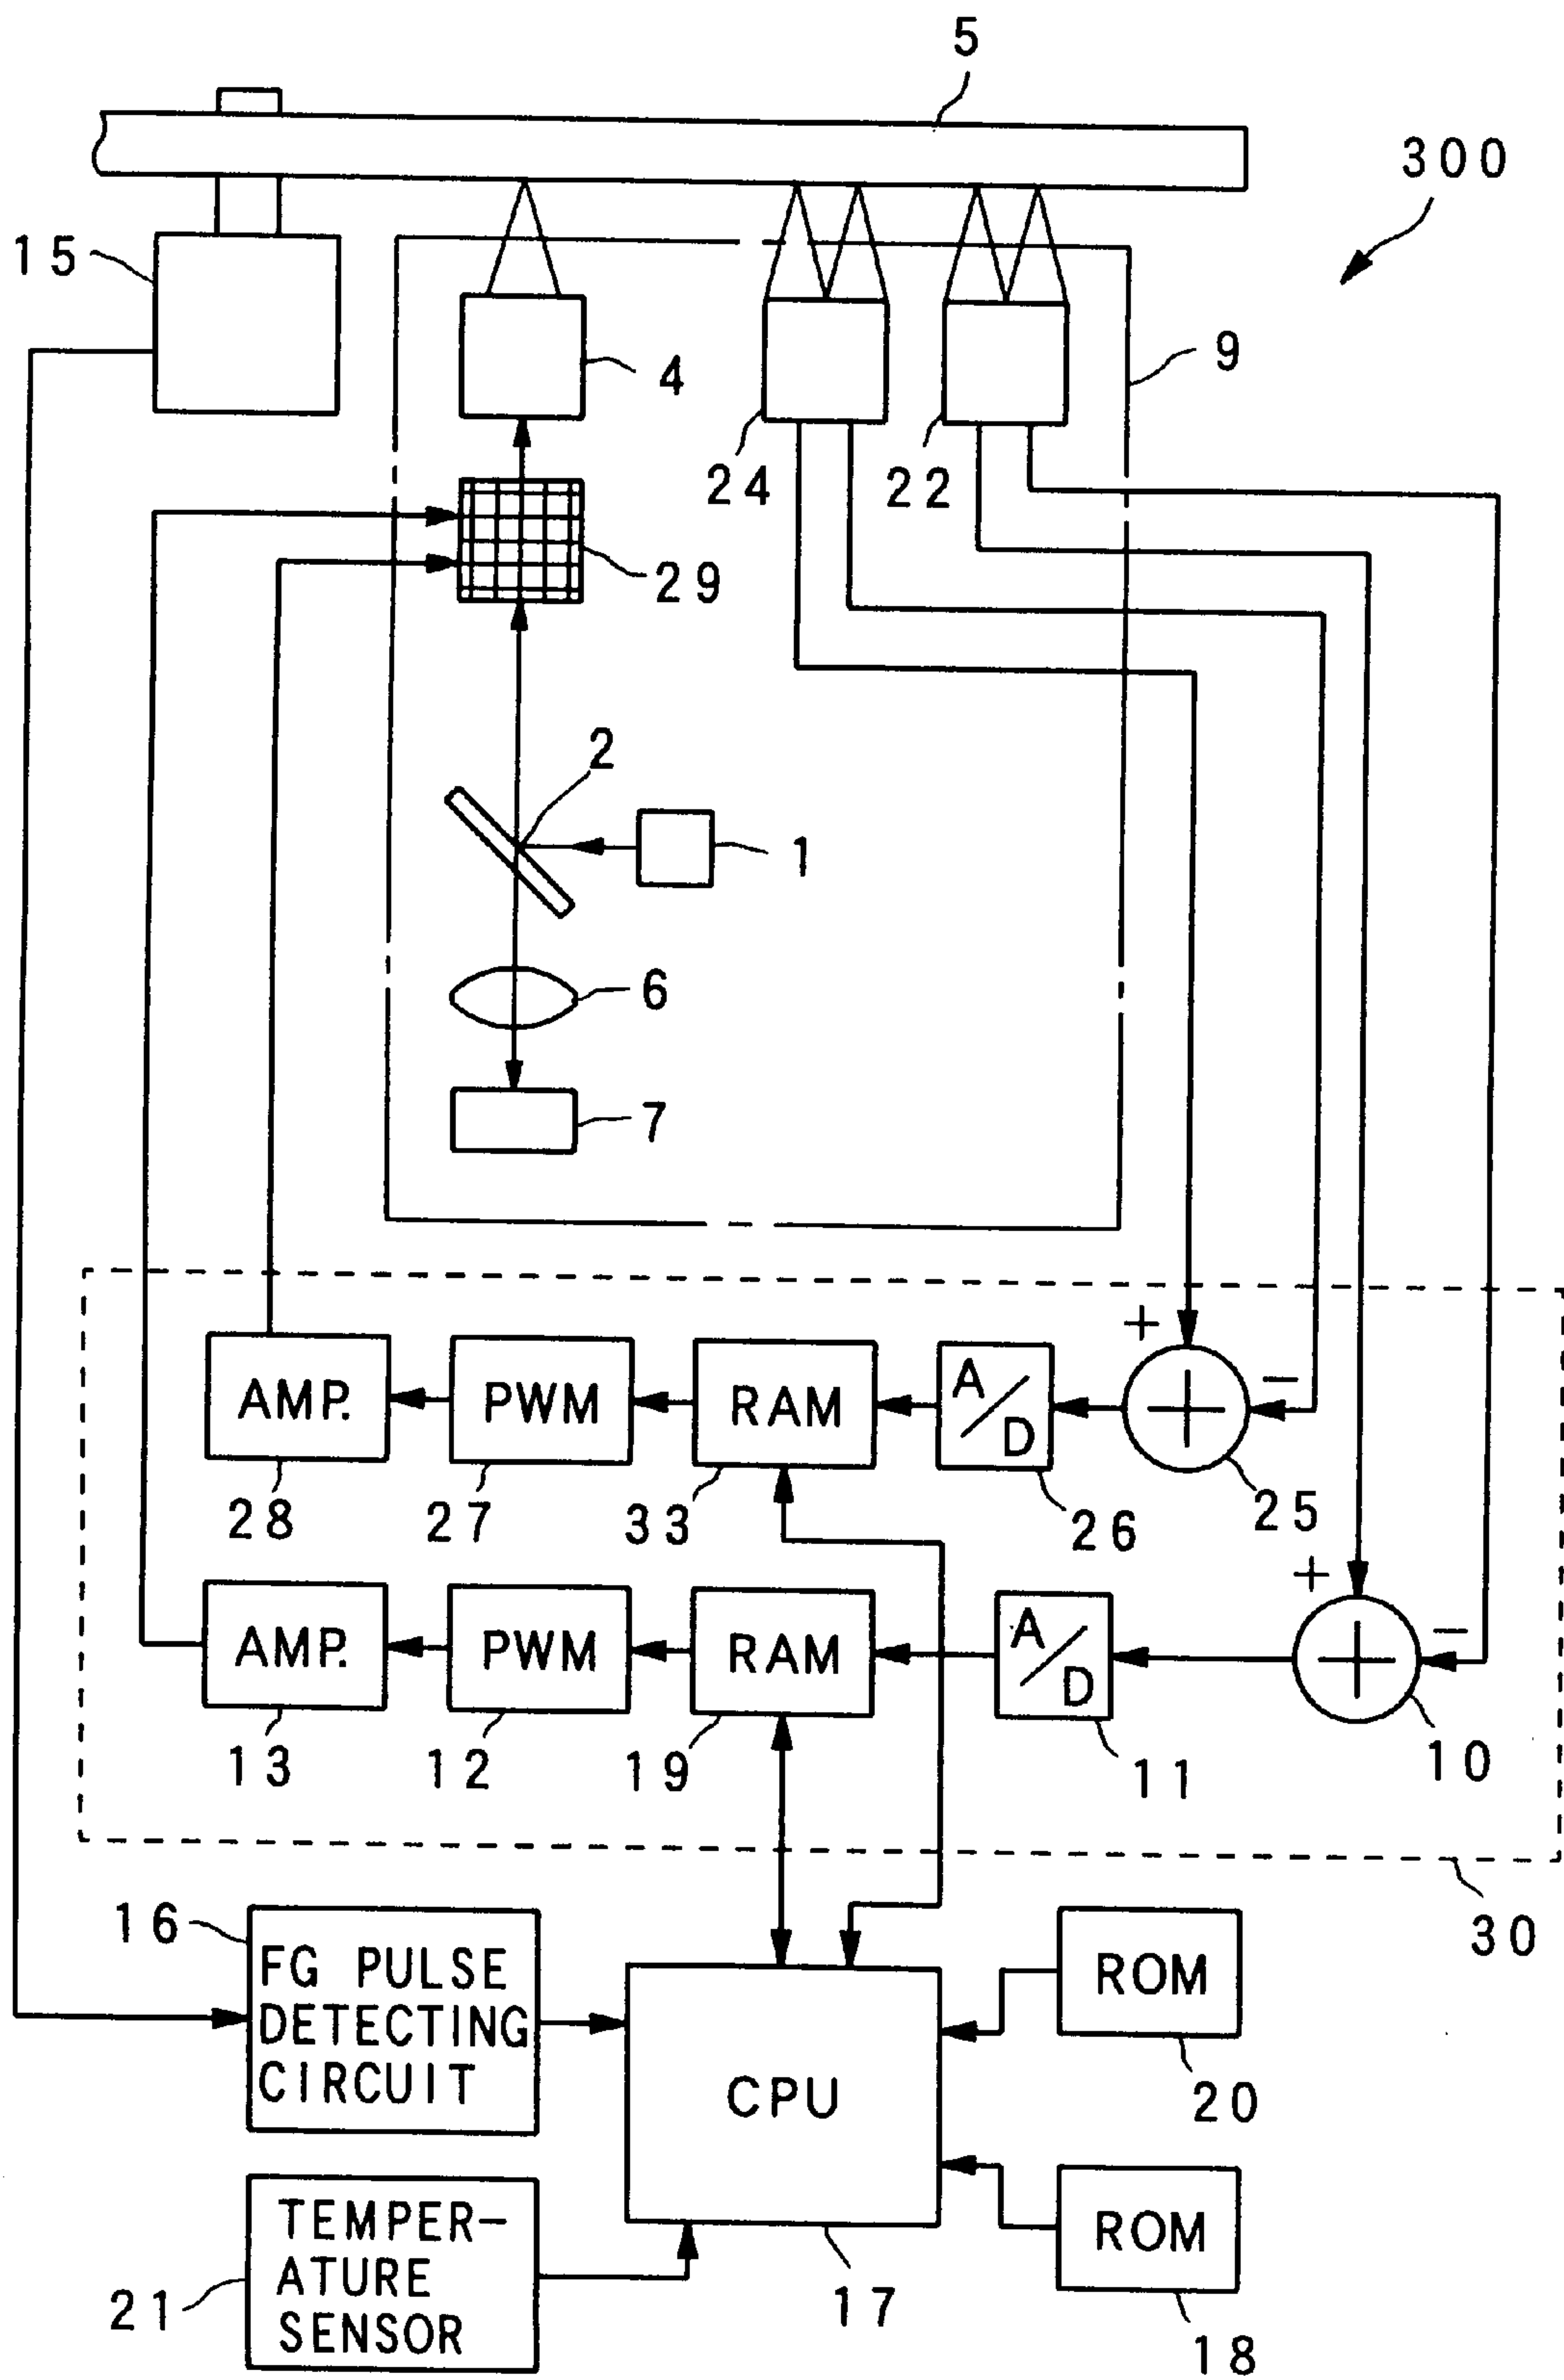 5
300
15
4
9
24
22
29
2
1
6
7
+
AMP.
PWM
RAM
A/D
+
−
28
27
33
26
25
+
AMP.
PWM
RAM
A/D
+
−
13
12
19
11
10
30
16
FG PULSE
DETECTING
CIRCUIT
CPU
ROM
20
TEMPER-
ATURE
SENSOR
21
17
ROM
18